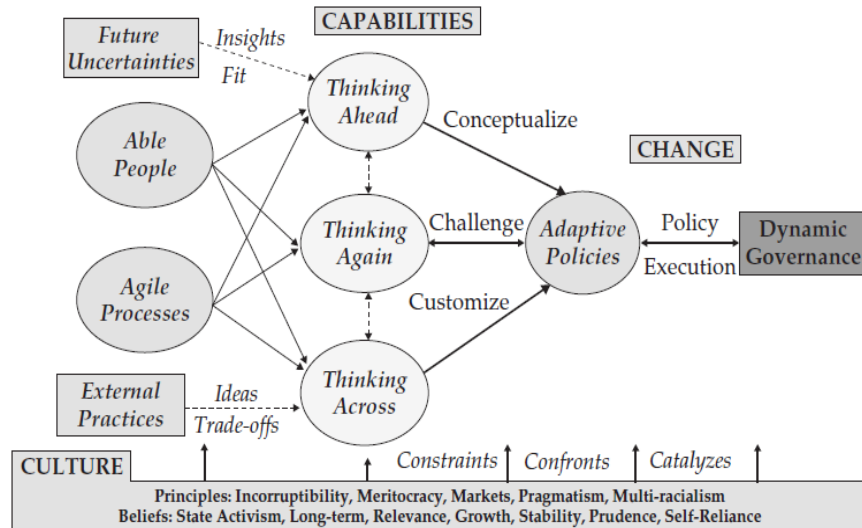 CAPABILITIES
Future
Uncertainties
Insights
Fit
Thinking
Ahead
Able
People
Conceptualize
CHANGE
Thinking
Again
Challenge
Adaptive
Policies
Policy
Execution
Dynamic
Governance
Agile
Processes
Customize
External
Practices
Ideas
Trade-offs
Thinking
Across
CULTURE
Constraints
Confronts
Catalyzes
Principles: Incorruptibility, Meritocracy, Markets, Pragmatism, Multi-racialism
Beliefs: State Activism, Long-term, Relevance, Growth, Stability, Prudence, Self-Reliance